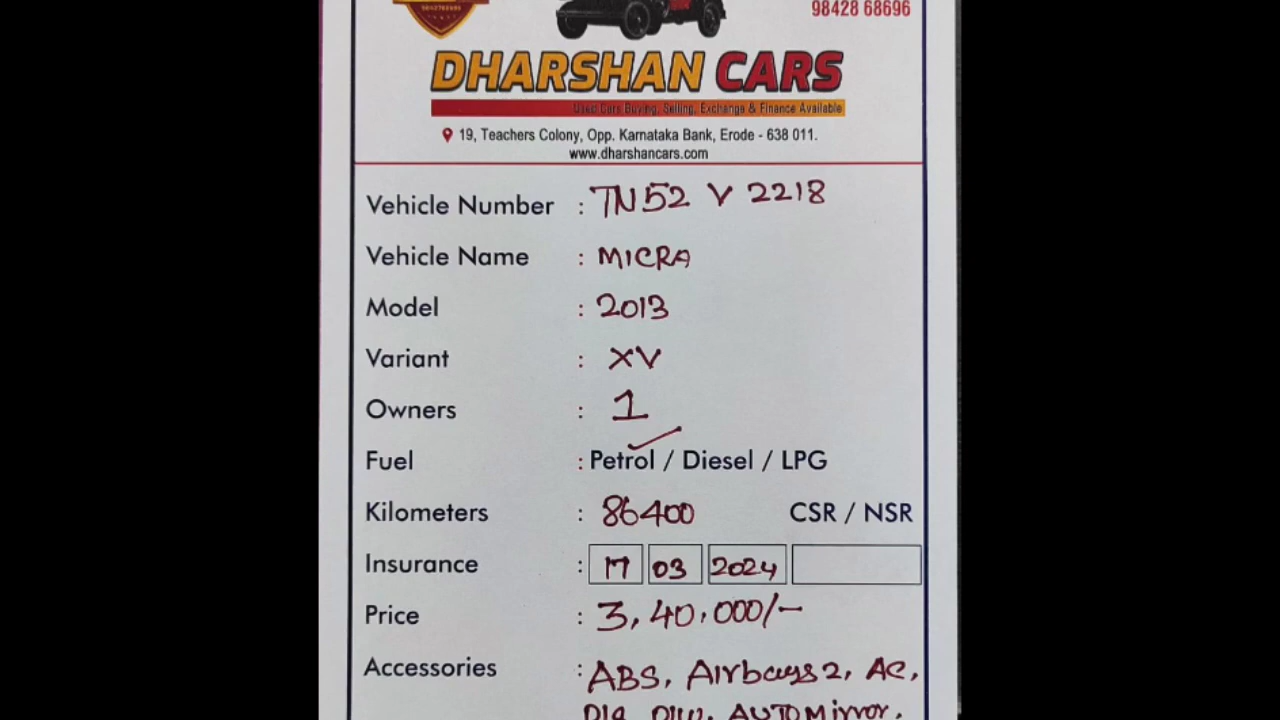 98428 68696
DHARSHAN CARS
Used Cars Buying, Selling, Exchange & Finance Available
19, Teachers Colony, Opp. Karnataka Bank, Erode - 638 011.
www.dharshancars.com
Vehicle Number : TN52 V 2218
Vehicle Name : MICRA
Model : 2013
Variant : XV
Owners : 1
Fuel : Petrol / Diesel / LPG
Kilometers : 86400 CSR / NSR
Insurance : 17 03 2024
Price : 3,40,000/-
Accessories : ABS, Airbags 2, AC,
AUTO Mirror,